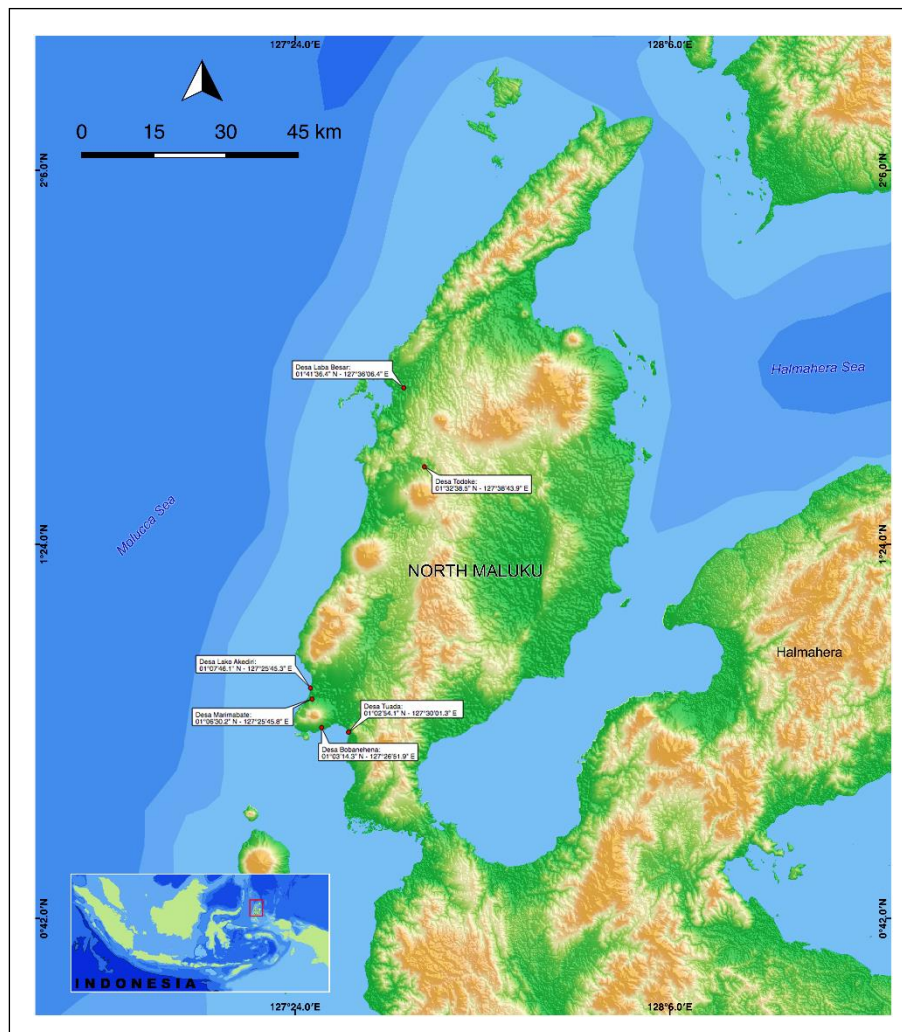 127°24.0'E
128°6.0'E
0 15 30 45 km
2°6.0'N
2°6.0'N
Desa Laba Besar:
01°41'36.4" N - 127°36'06.4" E
Halmahera Sea
Desa Todoke:
01°32'38.5" N - 127°38'43.9" E
Molucca Sea
1°24.0'N
1°24.0'N
NORTH MALUKU
Halmahera
Desa Lake Akediri:
01°07'46.1" N - 127°25'45.3" E
Desa Marimabate:
01°06'30.2" N - 127°25'45.8" E
Desa Tuada:
01°02'54.1" N - 127°30'01.3" E
Desa Bobanehena:
01°03'14.3" N - 127°26'51.9" E
0°42.0'N
0°42.0'N
INDONESIA
127°24.0'E
128°6.0'E